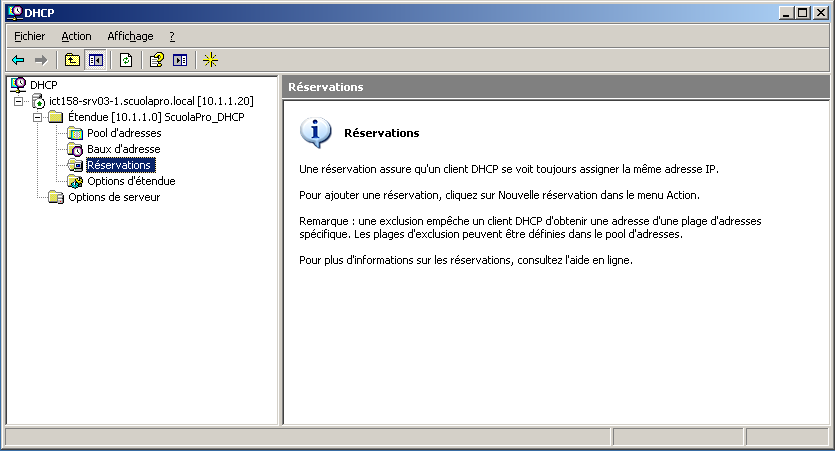 DHCP
Fichier Action Affichage ?
DHCP
ict158-srv03-1.scuolapro.local [10.1.1.20]
Étendue [10.1.1.0] ScuolaPro_DHCP
Pool d'adresses
Baux d'adresse
Réservations
Options d'étendue
Options de serveur
Réservations
Réservations
Une réservation assure qu'un client DHCP se voit toujours assigner la même adresse IP.
Pour ajouter une réservation, cliquez sur Nouvelle réservation dans le menu Action.
Remarque : une exclusion empêche un client DHCP d'obtenir une adresse d'une plage d'adresses
spécifique. Les plages d'exclusion peuvent être définies dans le pool d'adresses.
Pour plus d'informations sur les réservations, consultez l'aide en ligne.